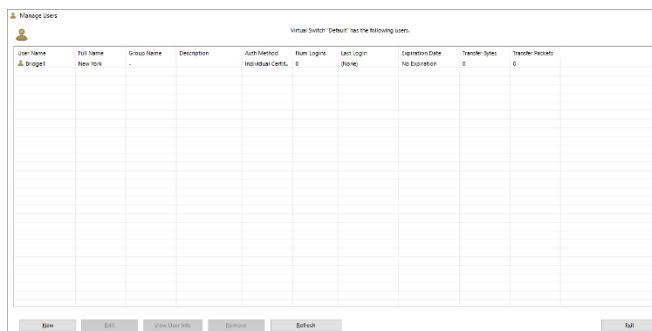 Manage Users
Virtual Switch "Default" has the following users.
User Name Full Name Group Name Description Auth Method Num Logins Last Login Expiration Date Transfer Bytes Transfer Packets
Bridge1 New York - Individual Certif... 0 (None) No Expiration 0 0
New Edit View User Info Remove Refresh Exit